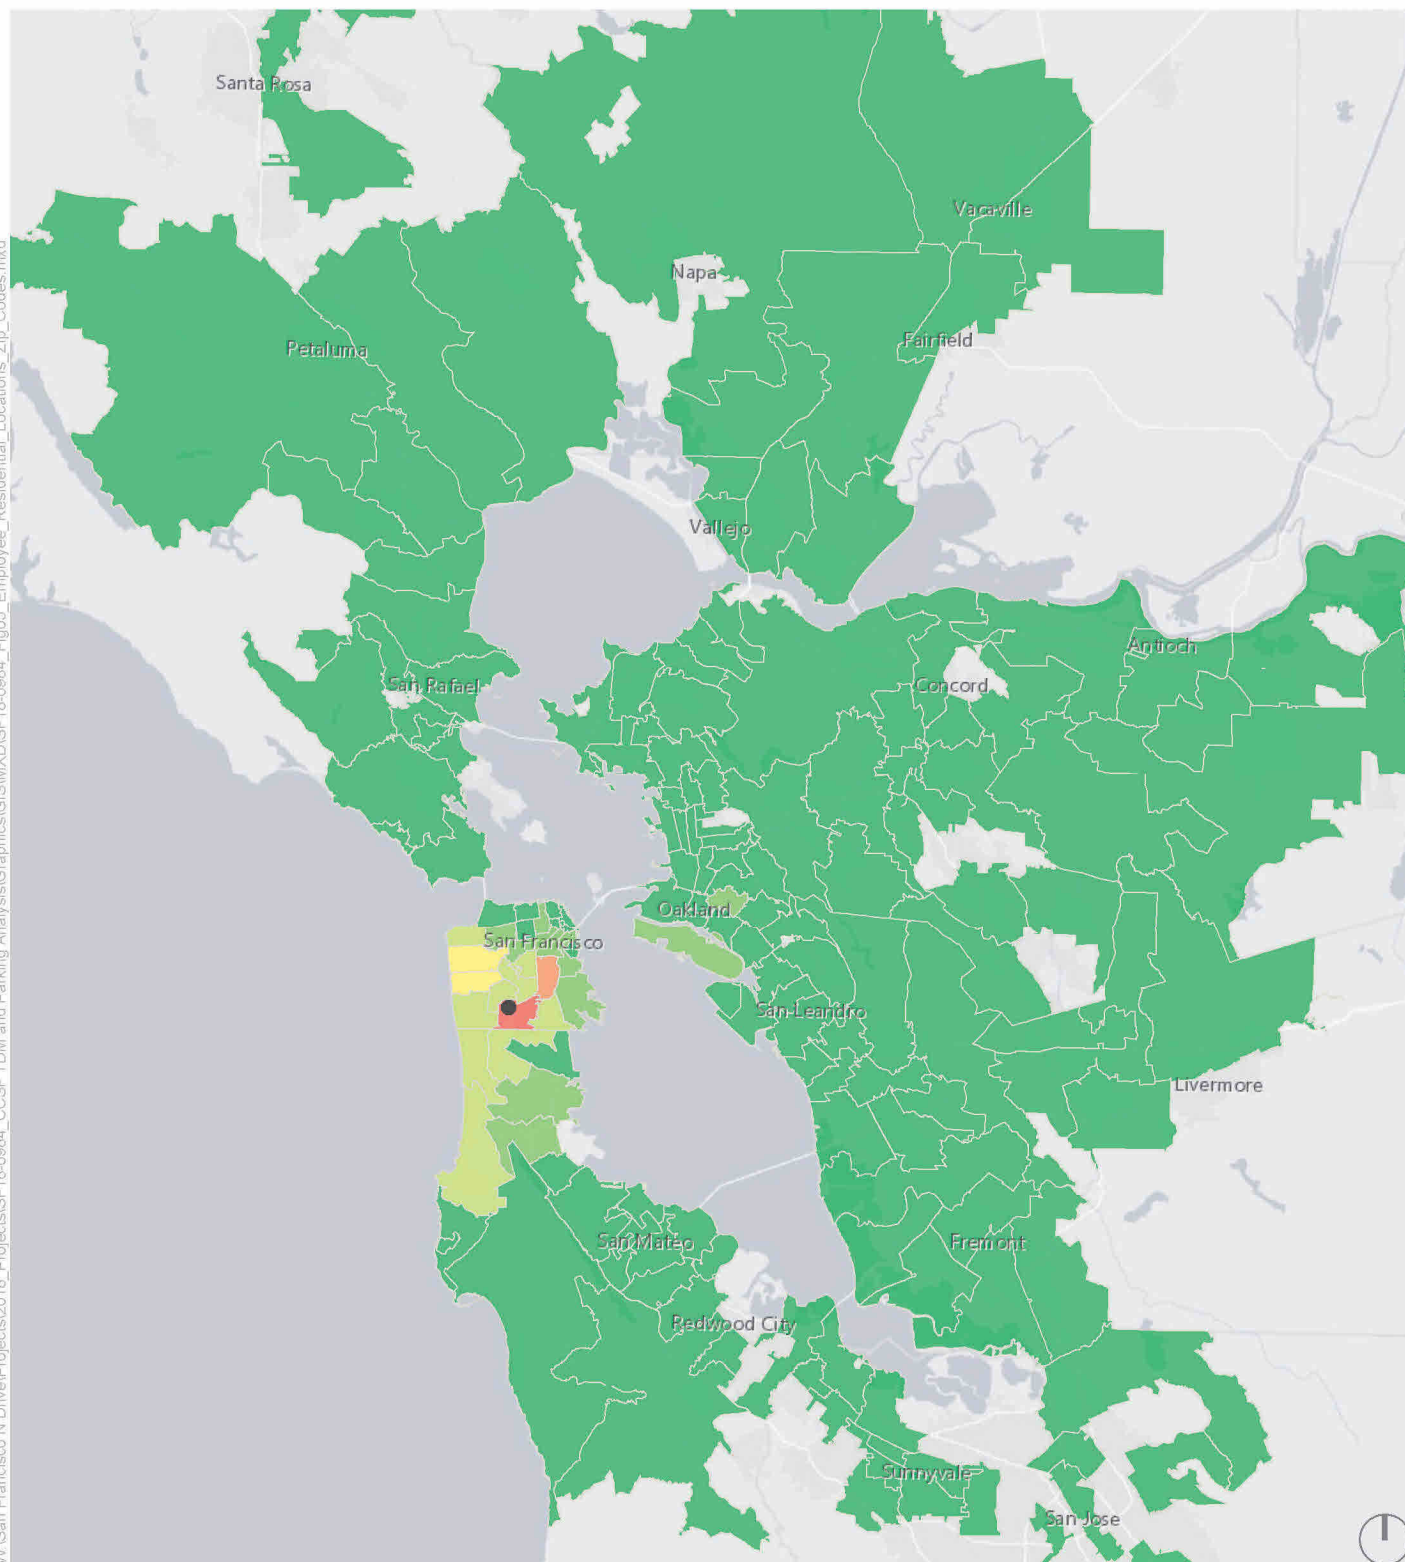 Santa Rosa
Vacaville
Napa
Petaluma
Fairfield
Vallejo
Antioch
San Rafael
Concord
Oakland
San Francisco
San Leandro
Livermore
San Mateo
Fremont
Redwood City
Sunnyvale
San Jose